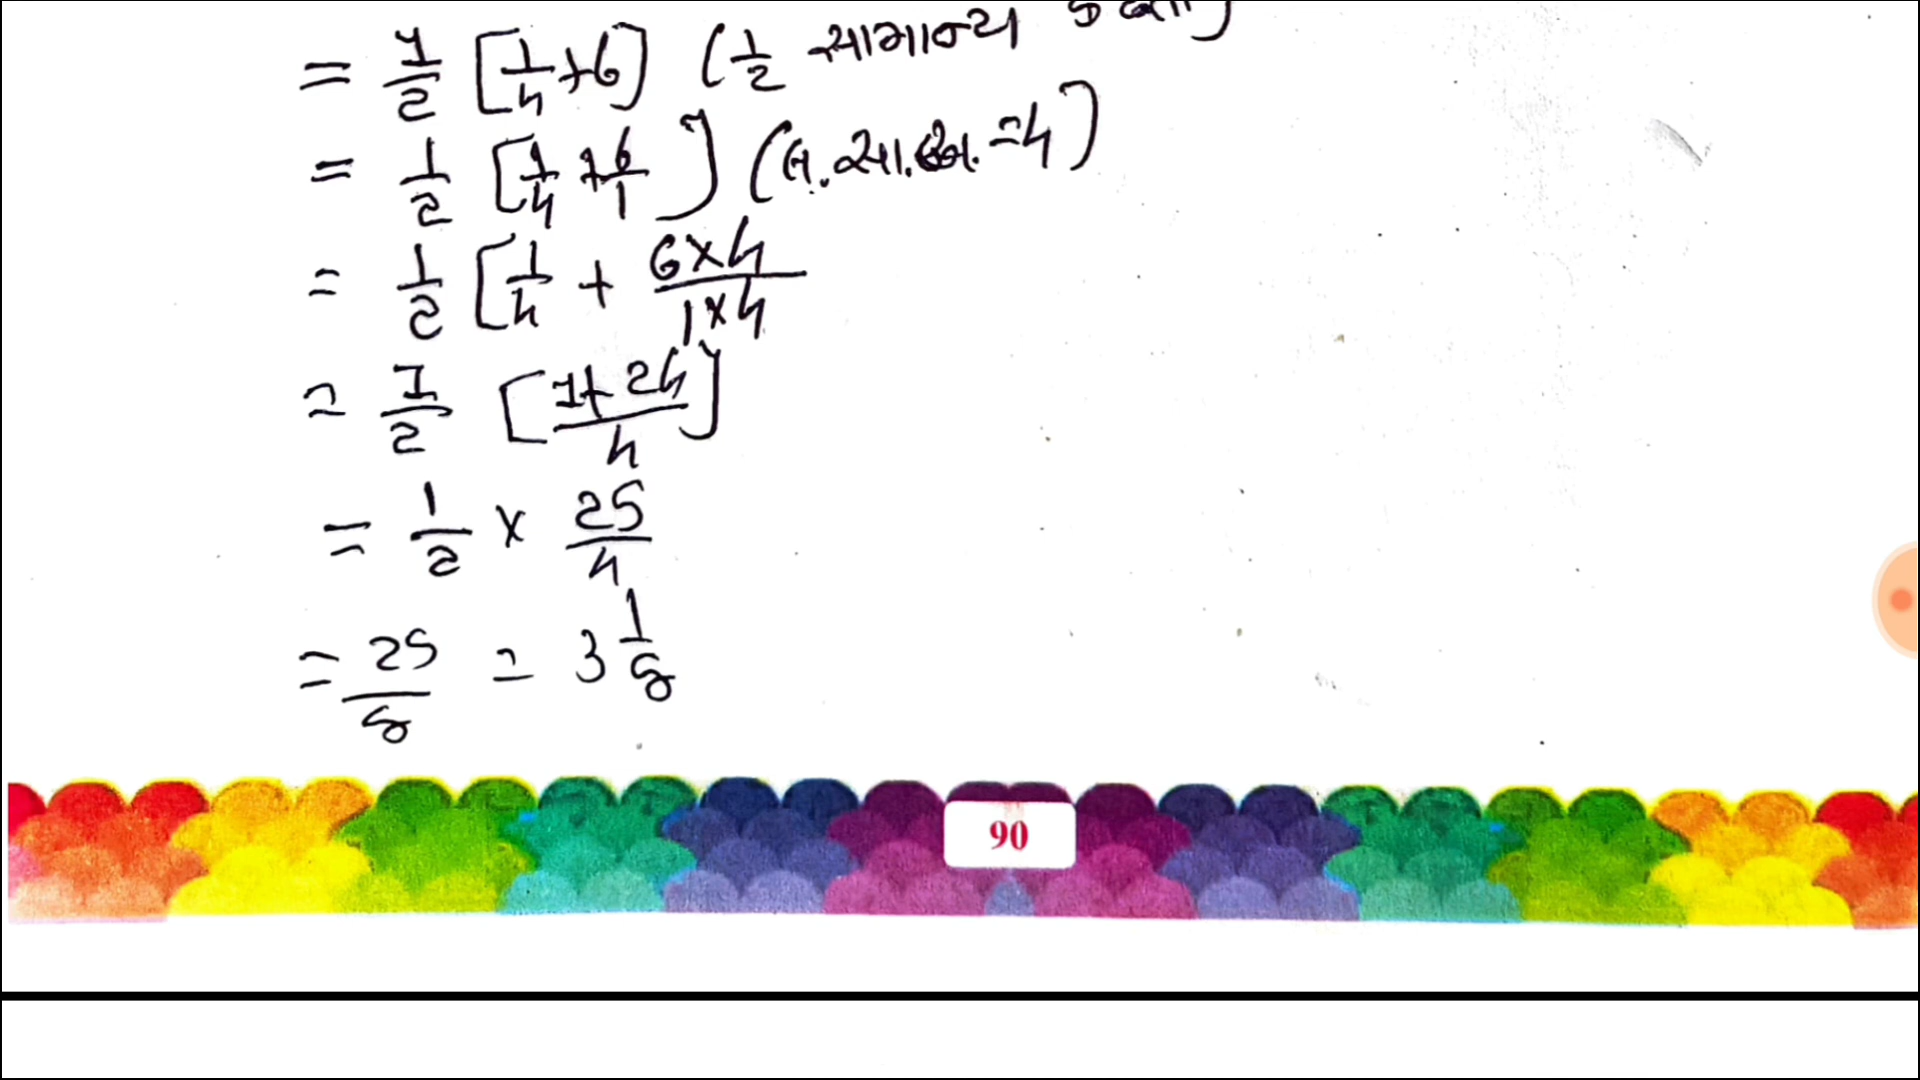 = 1/2 [1/4 + 6] (1/2 સામાન્ય
= 1/2 [1/4 + 6/1] (લ.સા.અ. = 4)
= 1/2 [1/4 + 6×4/1×4
= 1/2 [1+24/4]
= 1/2 × 25/4
= 25/8 = 3 1/8
90